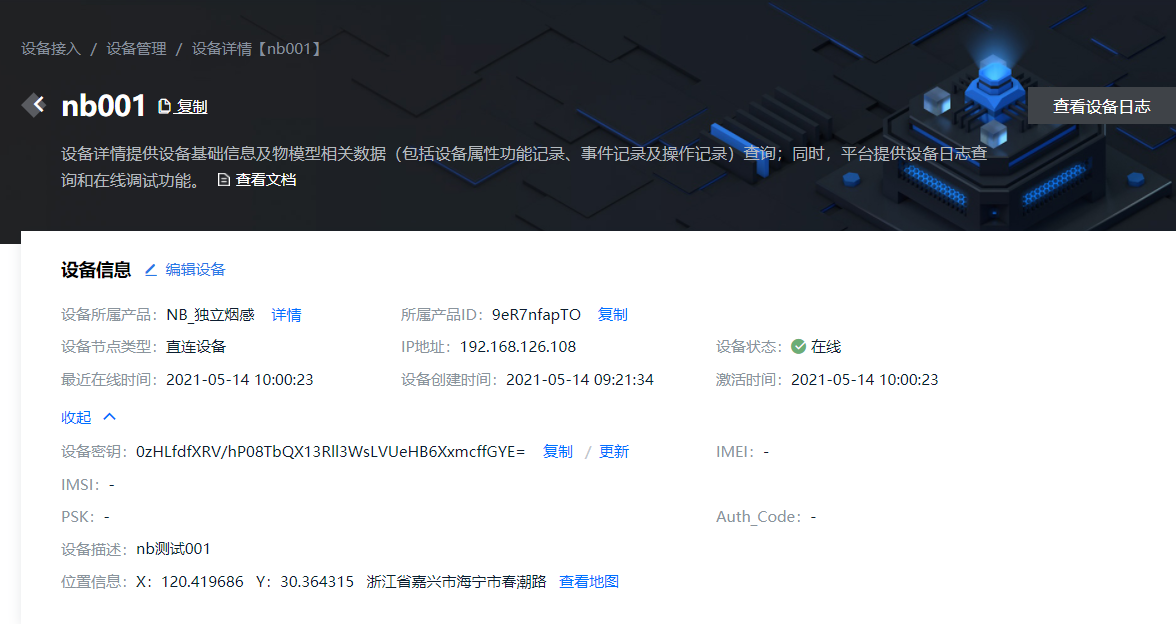 设备接入 / 设备管理 / 设备详情【nb001】
nb001 复制
查看设备日志
设备详情提供设备基础信息及物模型相关数据（包括设备属性功能记录、事件记录及操作记录）查询；同时，平台提供设备日志查
询和在线调试功能。 查看文档
设备信息 编辑设备
设备所属产品：NB_独立烟感 详情 所属产品ID：9eR7nfapTO 复制
设备节点类型：直连设备 IP地址：192.168.126.108 设备状态：在线
最近在线时间：2021-05-14 10:00:23 设备创建时间：2021-05-14 09:21:34 激活时间：2021-05-14 10:00:23
收起
设备密钥：0zHLfdfXRV/hP08TbQX13Rll3WsLVUeHB6XxmcffGYE= 复制 / 更新 IMEI：-
IMSI：-
PSK：- Auth_Code：-
设备描述：nb测试001
位置信息：X：120.419686 Y：30.364315 浙江省嘉兴市海宁市春潮路 查看地图